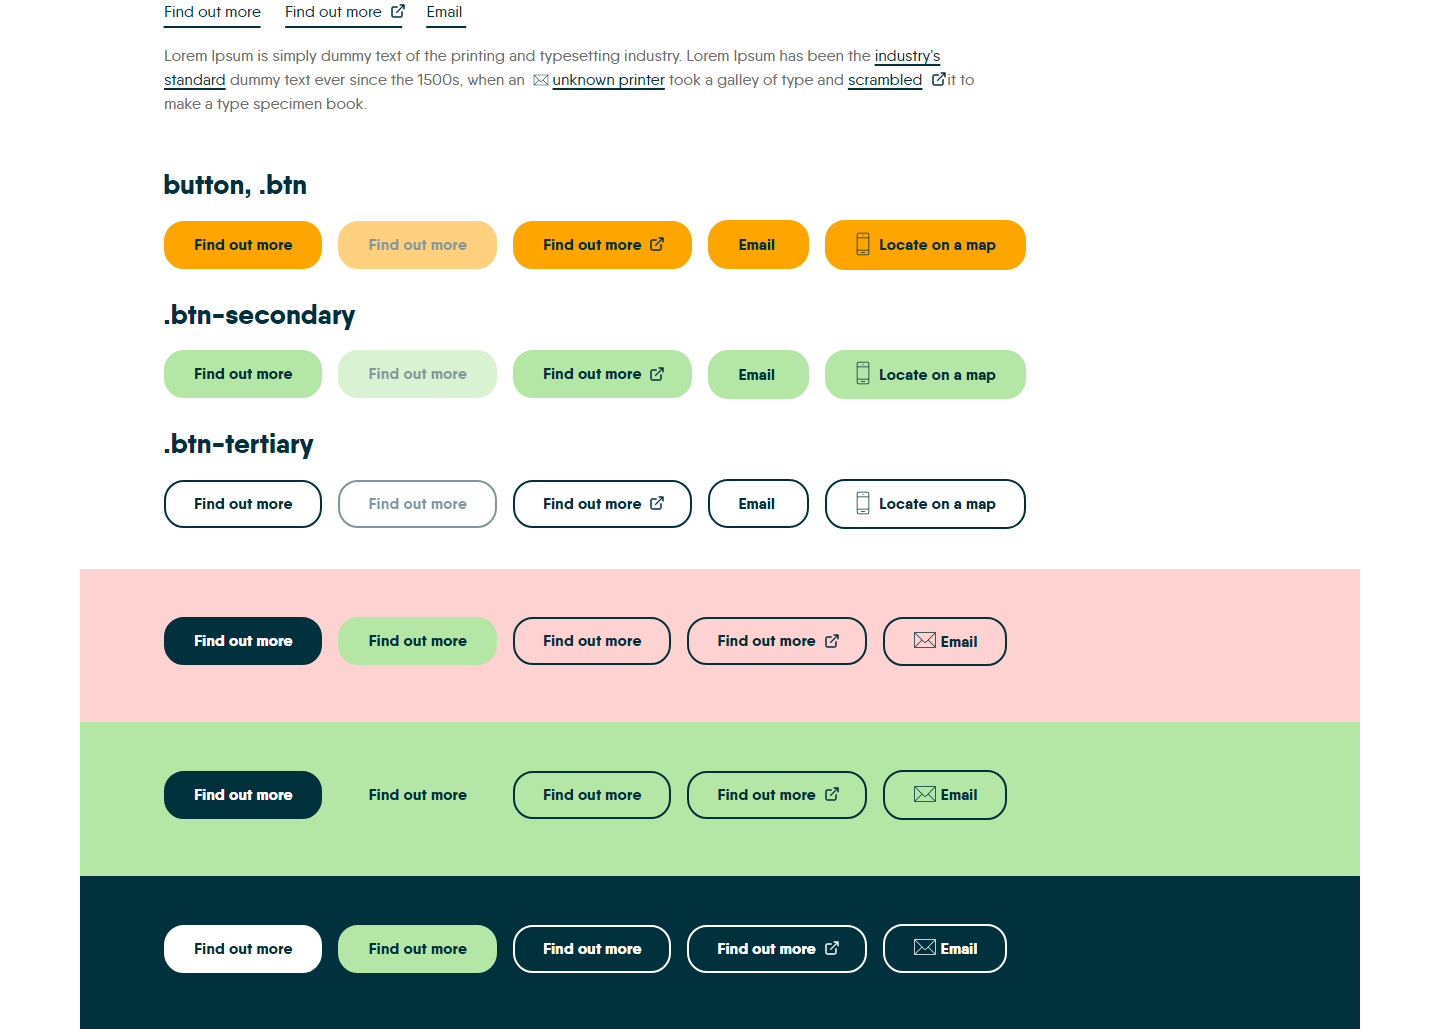 Find out more Find out more Email
Lorem Ipsum is simply dummy text of the printing and typesetting industry. Lorem Ipsum has been the industry's
standard dummy text ever since the 1500s, when an unknown printer took a galley of type and scrambled it to
make a type specimen book.
button, .btn
Find out more Find out more Find out more Email Locate on a map
.btn-secondary
Find out more Find out more Find out more Email Locate on a map
.btn-tertiary
Find out more Find out more Find out more Email Locate on a map
Find out more Find out more Find out more Find out more Email
Find out more Find out more Find out more Find out more Email
Find out more Find out more Find out more Find out more Email